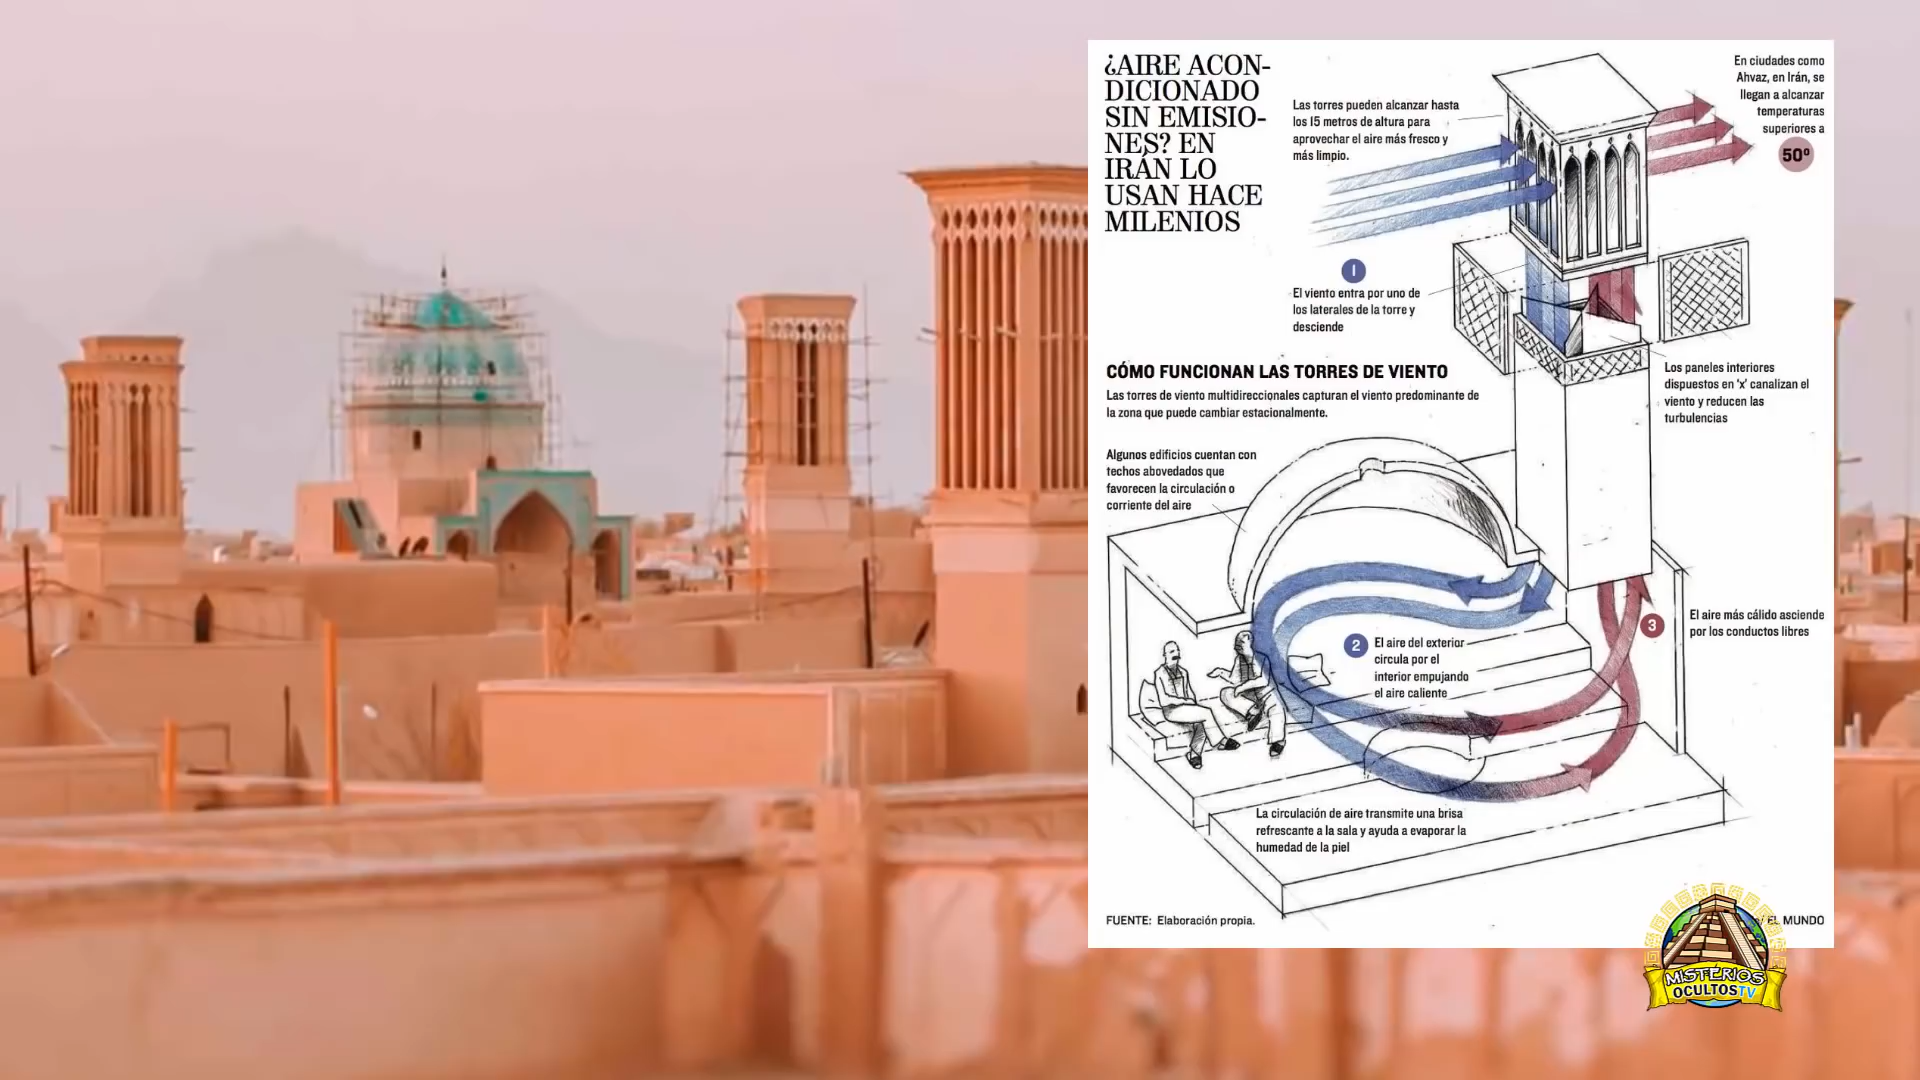 ¿AIRE ACON-
DICIONADO
SIN EMISIO-
NES? EN
IRÁN LO
USAN HACE
MILENIOS
Las torres pueden alcanzar hasta
los 15 metros de altura para
aprovechar el aire más fresco y
más limpio.
En ciudades como
Ahvaz, en Irán, se
llegan a alcanzar
temperaturas
superiores a
50º
1
El viento entra por uno de
los laterales de la torre y
desciende
Los paneles interiores
dispuestos en 'x' canalizan el
viento y reducen las
turbulencias
CÓMO FUNCIONAN LAS TORRES DE VIENTO
Las torres de viento multidireccionales capturan el viento predominante de
la zona que puede cambiar estacionalmente.
Algunos edificios cuentan con
techos abovedados que
favorecen la circulación o
corriente del aire
2
El aire del exterior
circula por el
interior empujando
el aire caliente
3
El aire más cálido asciende
por los conductos libres
La circulación de aire transmite una brisa
refrescante a la sala y ayuda a evaporar la
humedad de la piel
FUENTE: Elaboración propia.
EL MUNDO
MISTÉRIOS
OCULTOSTV